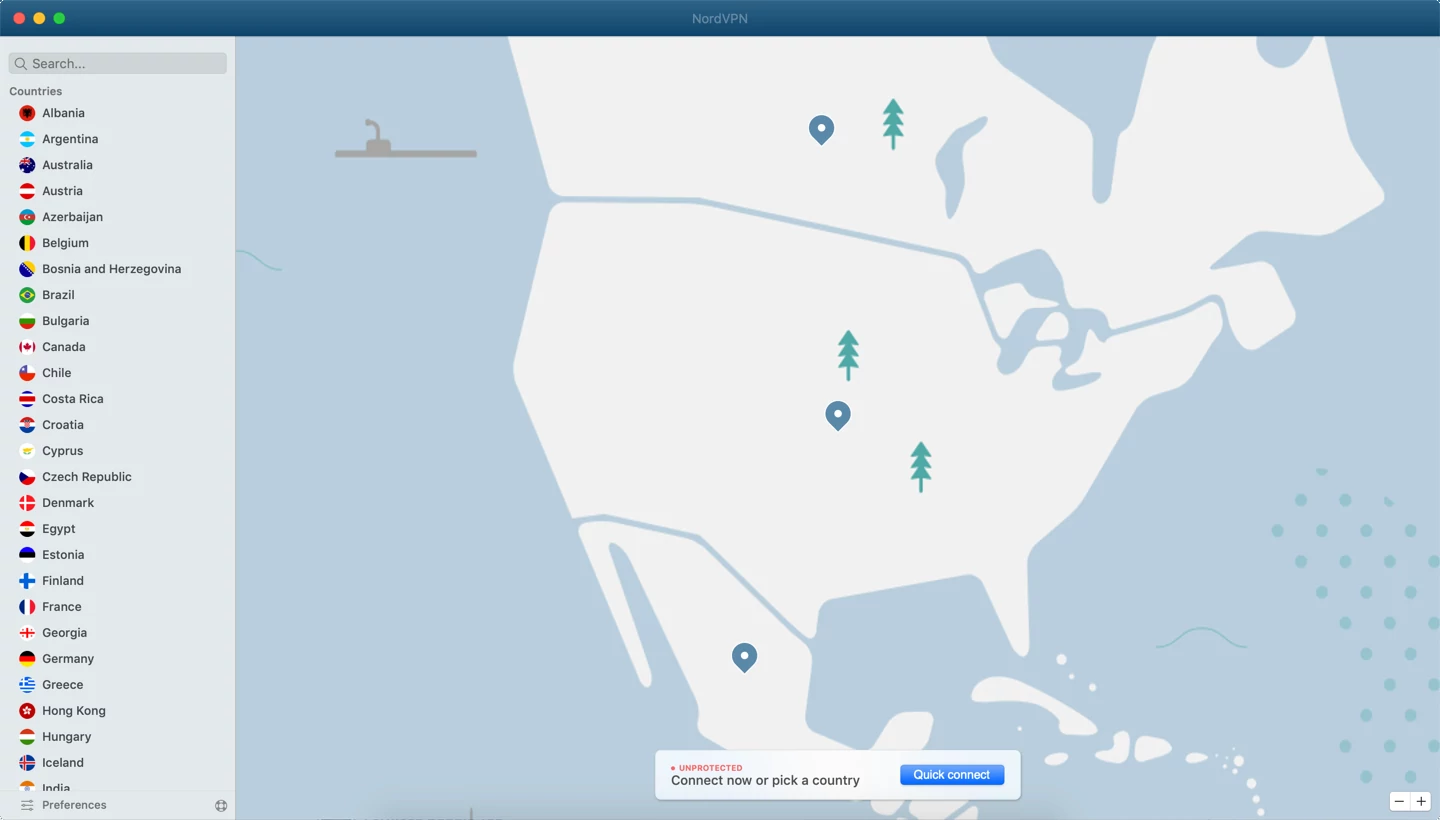 NordVPN
Search...
Countries
Albania
Argentina
Australia
Austria
Azerbaijan
Belgium
Bosnia and Herzegovina
Brazil
Bulgaria
Canada
Chile
Costa Rica
Croatia
Cyprus
Czech Republic
Denmark
Egypt
Estonia
Finland
France
Georgia
Germany
Greece
Hong Kong
Hungary
Iceland
India
Preferences
UNPROTECTED
Connect now or pick a country
Quick connect